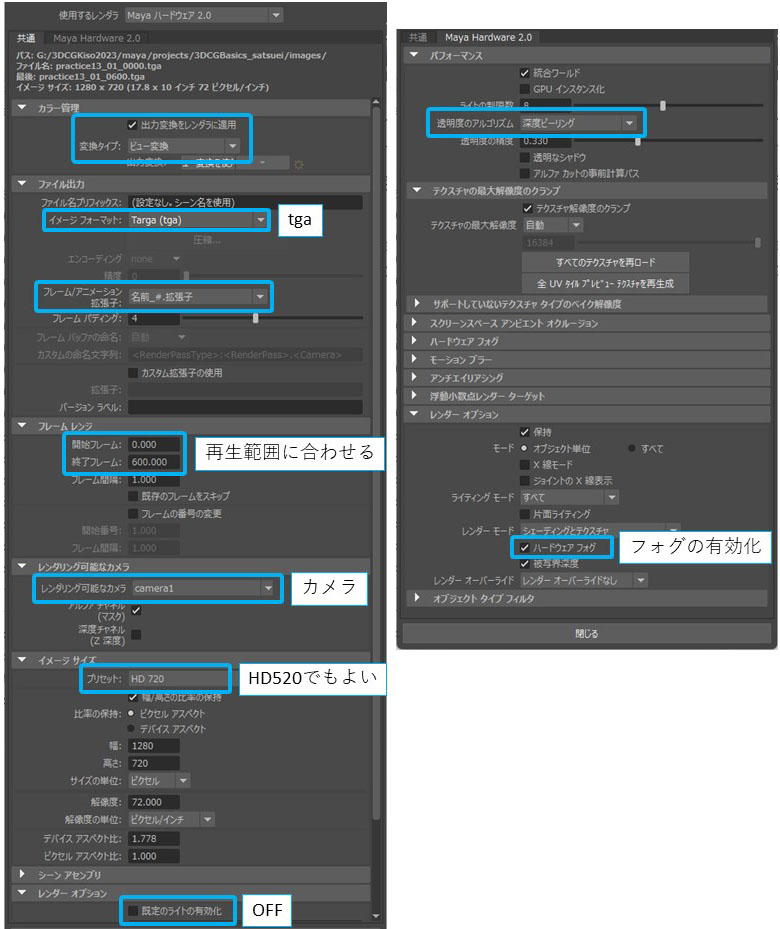 使用するレンダラ Maya ハードウェア 2.0
共通 Maya Hardware 2.0
パス: G:/3DCGKiso2023/maya/projects/3DCGBasics_satsuei/images/
ファイル名: practice13_01_0000.tga
最後: practice13_01_0600.tga
イメージ サイズ: 1280 x 720 (17.8 x 10 インチ 72 ピクセル/インチ)
カラー管理
出力変換をレンダラに適用
変換タイプ: ビュー変換
出力変換:
ファイル出力
ファイル名プリフィックス: (設定なし。シーン名を使用)
イメージ フォーマット: Targa (tga)
tga
圧縮...
エンコーディング none
精度 0
フレーム/アニメーション
拡張子: 名前_#.拡張子
フレーム パディング: 4
フレーム バッファの命名: 自動
カスタムの命名文字列: <RenderPassType>:<RenderPass>.<Camera>
カスタム拡張子の使用
拡張子:
バージョン ラベル:
フレーム レンジ
開始フレーム: 0.000
終了フレーム: 600.000
再生範囲に合わせる
フレーム間隔: 1.000
既存のフレームをスキップ
フレームの番号の変更
開始番号: 1.000
フレーム間隔: 1.000
レンダリング可能なカメラ
レンダリング可能なカメラ camera1
カメラ
アルファ チャネル
(マスク)
深度チャネル
(Z 深度)
イメージ サイズ
プリセット: HD 720
HD520でもよい
幅/高さの比率の保持
比率の保持: ピクセル アスペクト
デバイス アスペクト
幅: 1280
高さ: 720
サイズの単位: ピクセル
解像度: 72.000
解像度の単位: ピクセル/インチ
デバイス アスペクト比: 1.778
ピクセル アスペクト比: 1.000
シーン アセンブリ
レンダー オプション
既定のライトの有効化
OFF
共通 Maya Hardware 2.0
パフォーマンス
統合ワールド
GPU インスタンス化
ライトの制限数 8
透明度のアルゴリズム 深度ピーリング
透明度の精度 0.330
透明なシャドウ
アルファ カットの事前計算パス
テクスチャの最大解像度のクランプ
テクスチャ解像度のクランプ
テクスチャの最大解像度 自動
16384
すべてのテクスチャを再ロード
全 UV タイル プレビュー テクスチャを再生成
サポートしていないテクスチャ タイプのベイク解像度
スクリーンスペース アンビエント オクルージョン
ハードウェア フォグ
モーション ブラー
アンチエイリアシング
浮動小数点レンダー ターゲット
レンダー オプション
保持
モード オブジェクト単位 すべて
X 線モード
ジョイントの X 線表示
ライティング モード すべて
片面ライティング
レンダー モード シェーディングとテクスチャ
ハードウェア フォグ
フォグの有効化
被写界深度
レンダー オーバーライド レンダー オーバーライドなし
オブジェクト タイプ フィルタ
閉じる